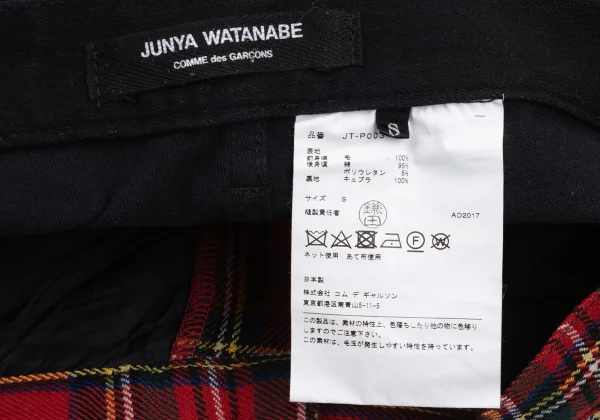 JUNYA WATANABE
COMME des GARÇONS
S
品番 JT-P003
表地
前身頃 毛 100%
後身頃 綿 95%
ポリウレタン 5%
裏地 キュプラ 100%
サイズ S
縫製責任者 鎌田 AD2017
F W
ネット使用 あて布使用
日本製
株式会社 コム デ ギャルソン
東京都港区南青山5-11-5
この製品は、素材の特性上、色落ちしたり他の物に色移り
しますのでご注意下さい。
この素材は、毛玉が発生しやすい性質を持っています。